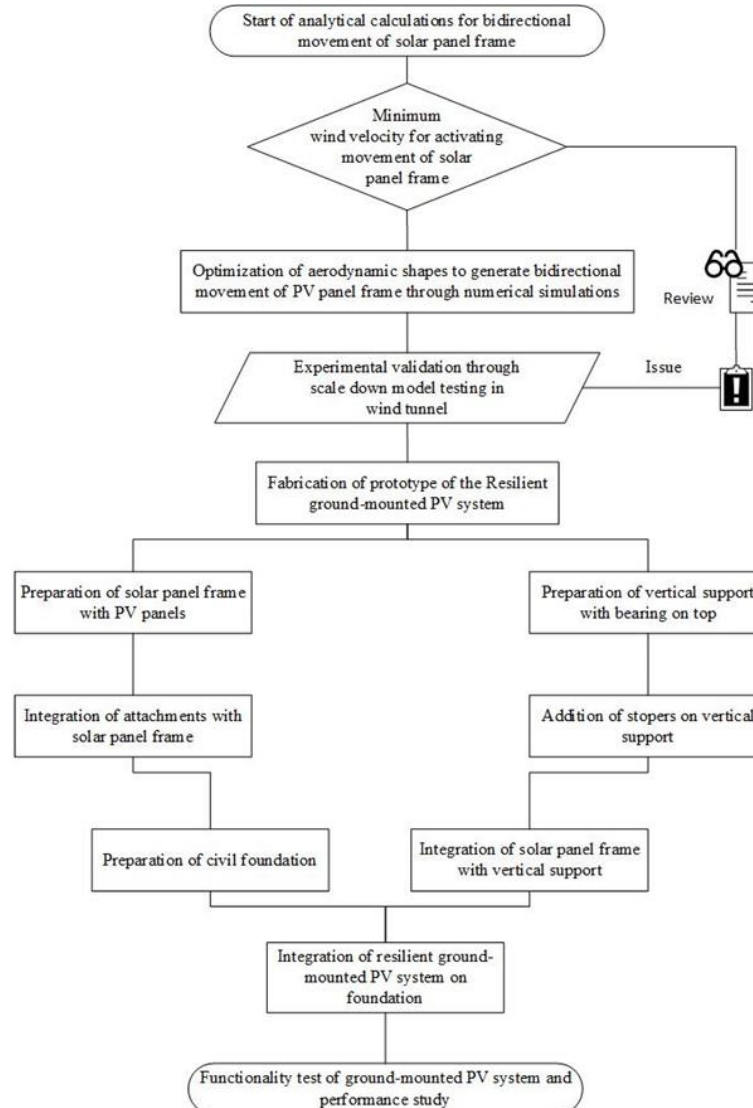 Start of analytical calculations for bidirectional
movement of solar panel frame
Minimum
wind velocity for activating
movement of solar
panel frame
Optimization of aerodynamic shapes to generate bidirectional
movement of PV panel frame through numerical simulations
Review
Experimental validation through
scale down model testing in
wind tunnel
Issue
Fabrication of prototype of the Resilient
ground-mounted PV system
Preparation of solar panel frame
with PV panels
Preparation of vertical support
with bearing on top
Integration of attachments with
solar panel frame
Addition of stopers on vertical
support
Preparation of civil foundation
Integration of solar panel frame
with vertical support
Integration of resilient ground-
mounted PV system on
foundation
Functionality test of ground-mounted PV system and
performance study